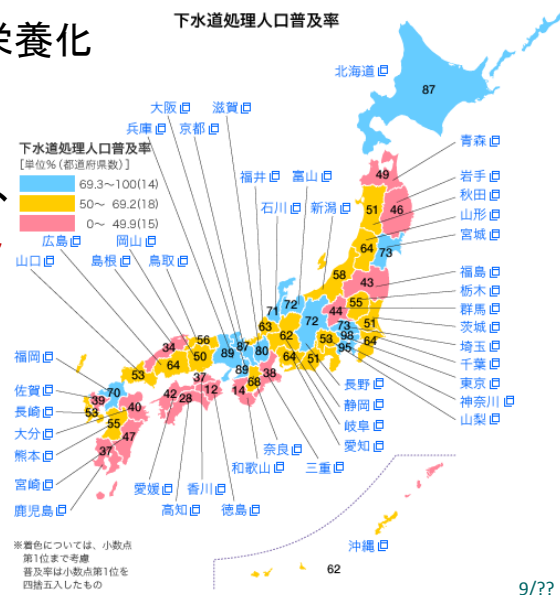 栄養化
下水道処理人口普及率
北海道
87
大阪
滋賀
兵庫
京都
下水道処理人口普及率
[単位%(都道府県数)]
69.3〜100(14)
50〜 69.2(18)
0〜 49.9(15)
福井
富山
石川
新潟
青森
岩手
秋田
山形
宮城
広島
岡山
山口
島根
鳥取
福島
栃木
群馬
茨城
埼玉
千葉
東京
神奈川
山梨
49
51
46
64
73
58
43
71
72
72
44
55
51
63
62
73
98
64
95
53
51
64
34
56
50
64
53
89
87
80
89
68
38
14
37
12
42
28
70
39
53
40
55
47
37
福岡
佐賀
長崎
大分
熊本
宮崎
鹿児島
長野
静岡
岐阜
愛知
奈良
和歌山
三重
愛媛
香川
高知
徳島
沖縄
62
※着色については、小数点
第1位まで考慮
普及率は小数点第1位を
四捨五入したもの
9/??